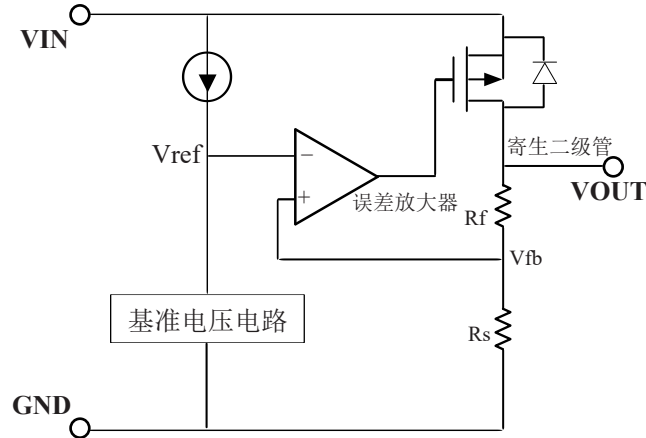 VIN
Vref
−
+
误差放大器
寄生二级管
VOUT
Rf
Vfb
基准电压电路
Rs
GND